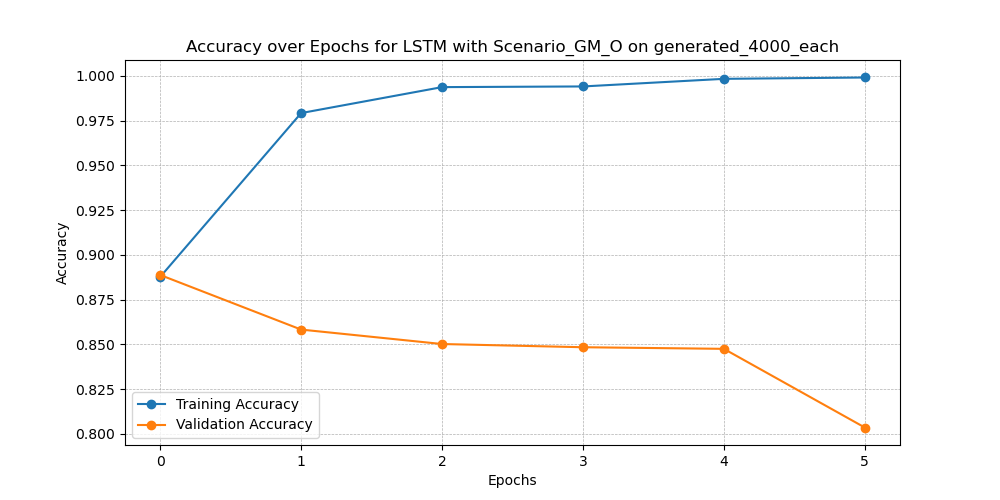 Accuracy over Epochs for LSTM with Scenario_GM_O on generated_4000_each
1.000
0.975
0.950
0.925
0.900
0.875
0.850
0.825
0.800
Accuracy
Training Accuracy
Validation Accuracy
0 1 2 3 4 5
Epochs